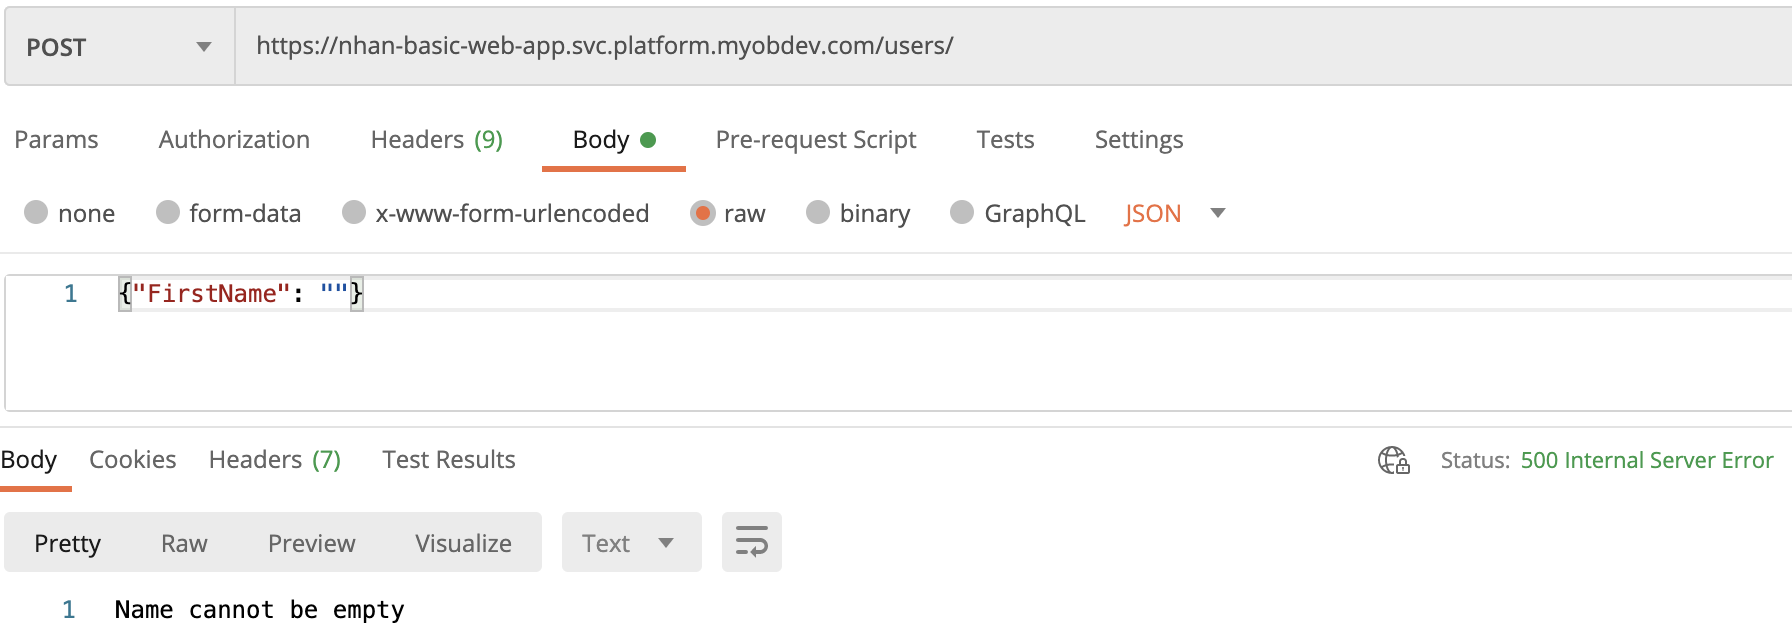 POST https://nhan-basic-web-app.svc.platform.myobdev.com/users/
Params Authorization Headers (9) Body Pre-request Script Tests Settings
none form-data x-www-form-urlencoded raw binary GraphQL JSON
1 {"FirstName": ""}
Body Cookies Headers (7) Test Results Status: 500 Internal Server Error
Pretty Raw Preview Visualize Text
1 Name cannot be empty